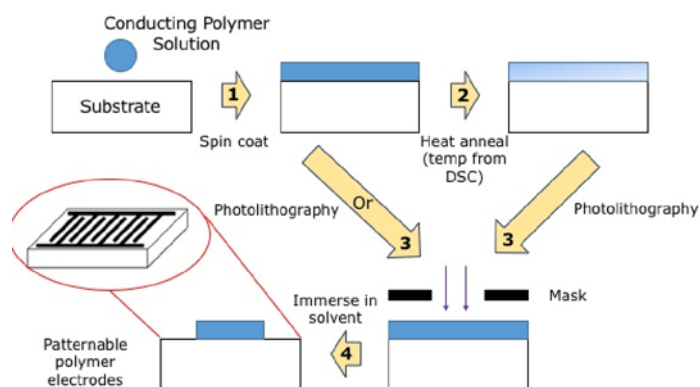 Conducting Polymer
Solution
Substrate
1
Spin coat
2
Heat anneal
(temp from
DSC)
Photolithography
Or
3
3
Photolithography
Mask
Immerse in
solvent
4
Patternable
polymer
electrodes